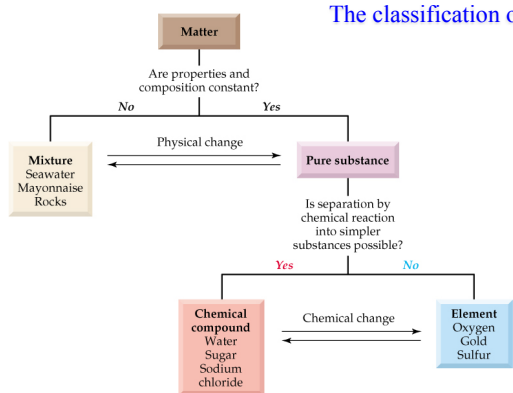 The classification o
Matter
Are properties and
composition constant?
No
Yes
Physical change
Mixture
Seawater
Mayonnaise
Rocks
Pure substance
Is separation by
chemical reaction
into simpler
substances possible?
Yes
No
Chemical
compound
Water
Sugar
Sodium
chloride
Chemical change
Element
Oxygen
Gold
Sulfur